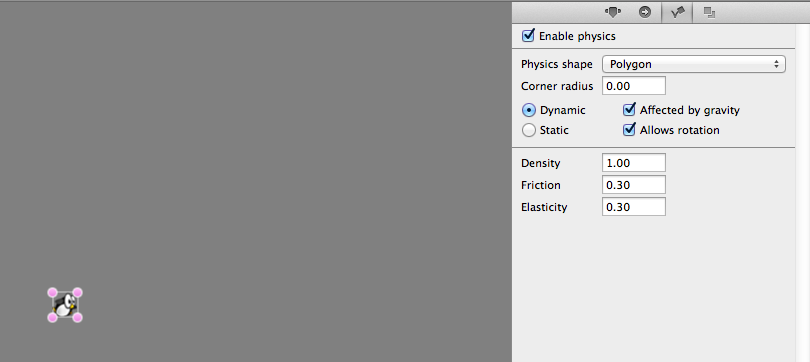 Enable physics
Physics shape Polygon
Corner radius 0.00
Dynamic Affected by gravity
Static Allows rotation
Density 1.00
Friction 0.30
Elasticity 0.30